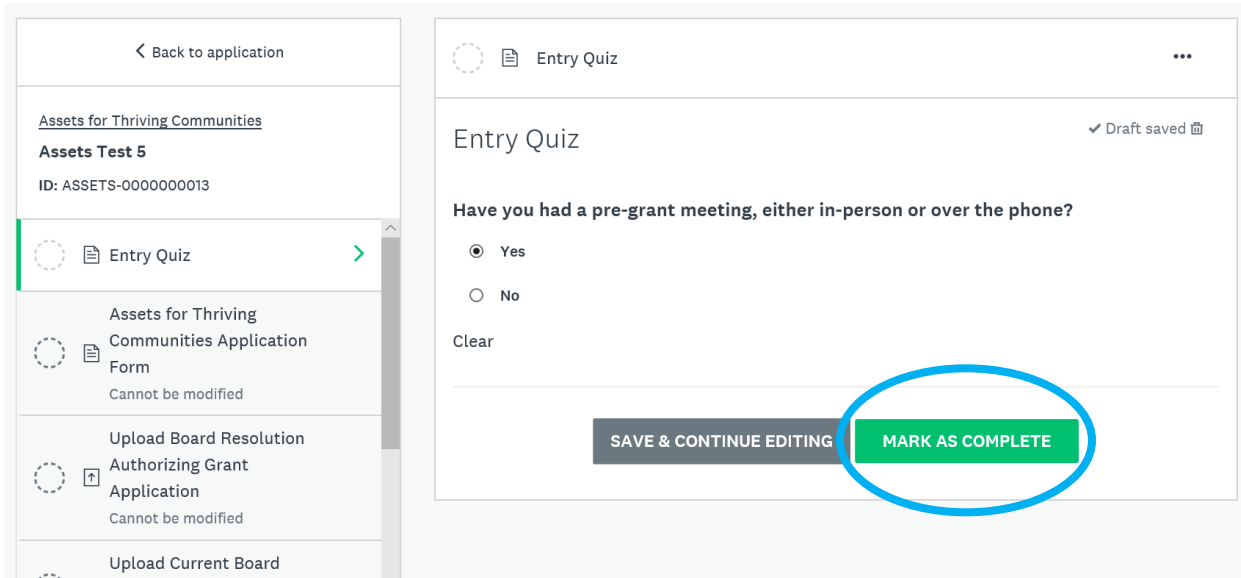 Back to application
Assets for Thriving Communities
Assets Test 5
ID: ASSETS-0000000013
Entry Quiz
Assets for Thriving
Communities Application
Form
Cannot be modified
Upload Board Resolution
Authorizing Grant
Application
Cannot be modified
Upload Current Board
Entry Quiz
Entry Quiz
Draft saved
Have you had a pre-grant meeting, either in-person or over the phone?
Yes
No
Clear
SAVE & CONTINUE EDITING
MARK AS COMPLETE